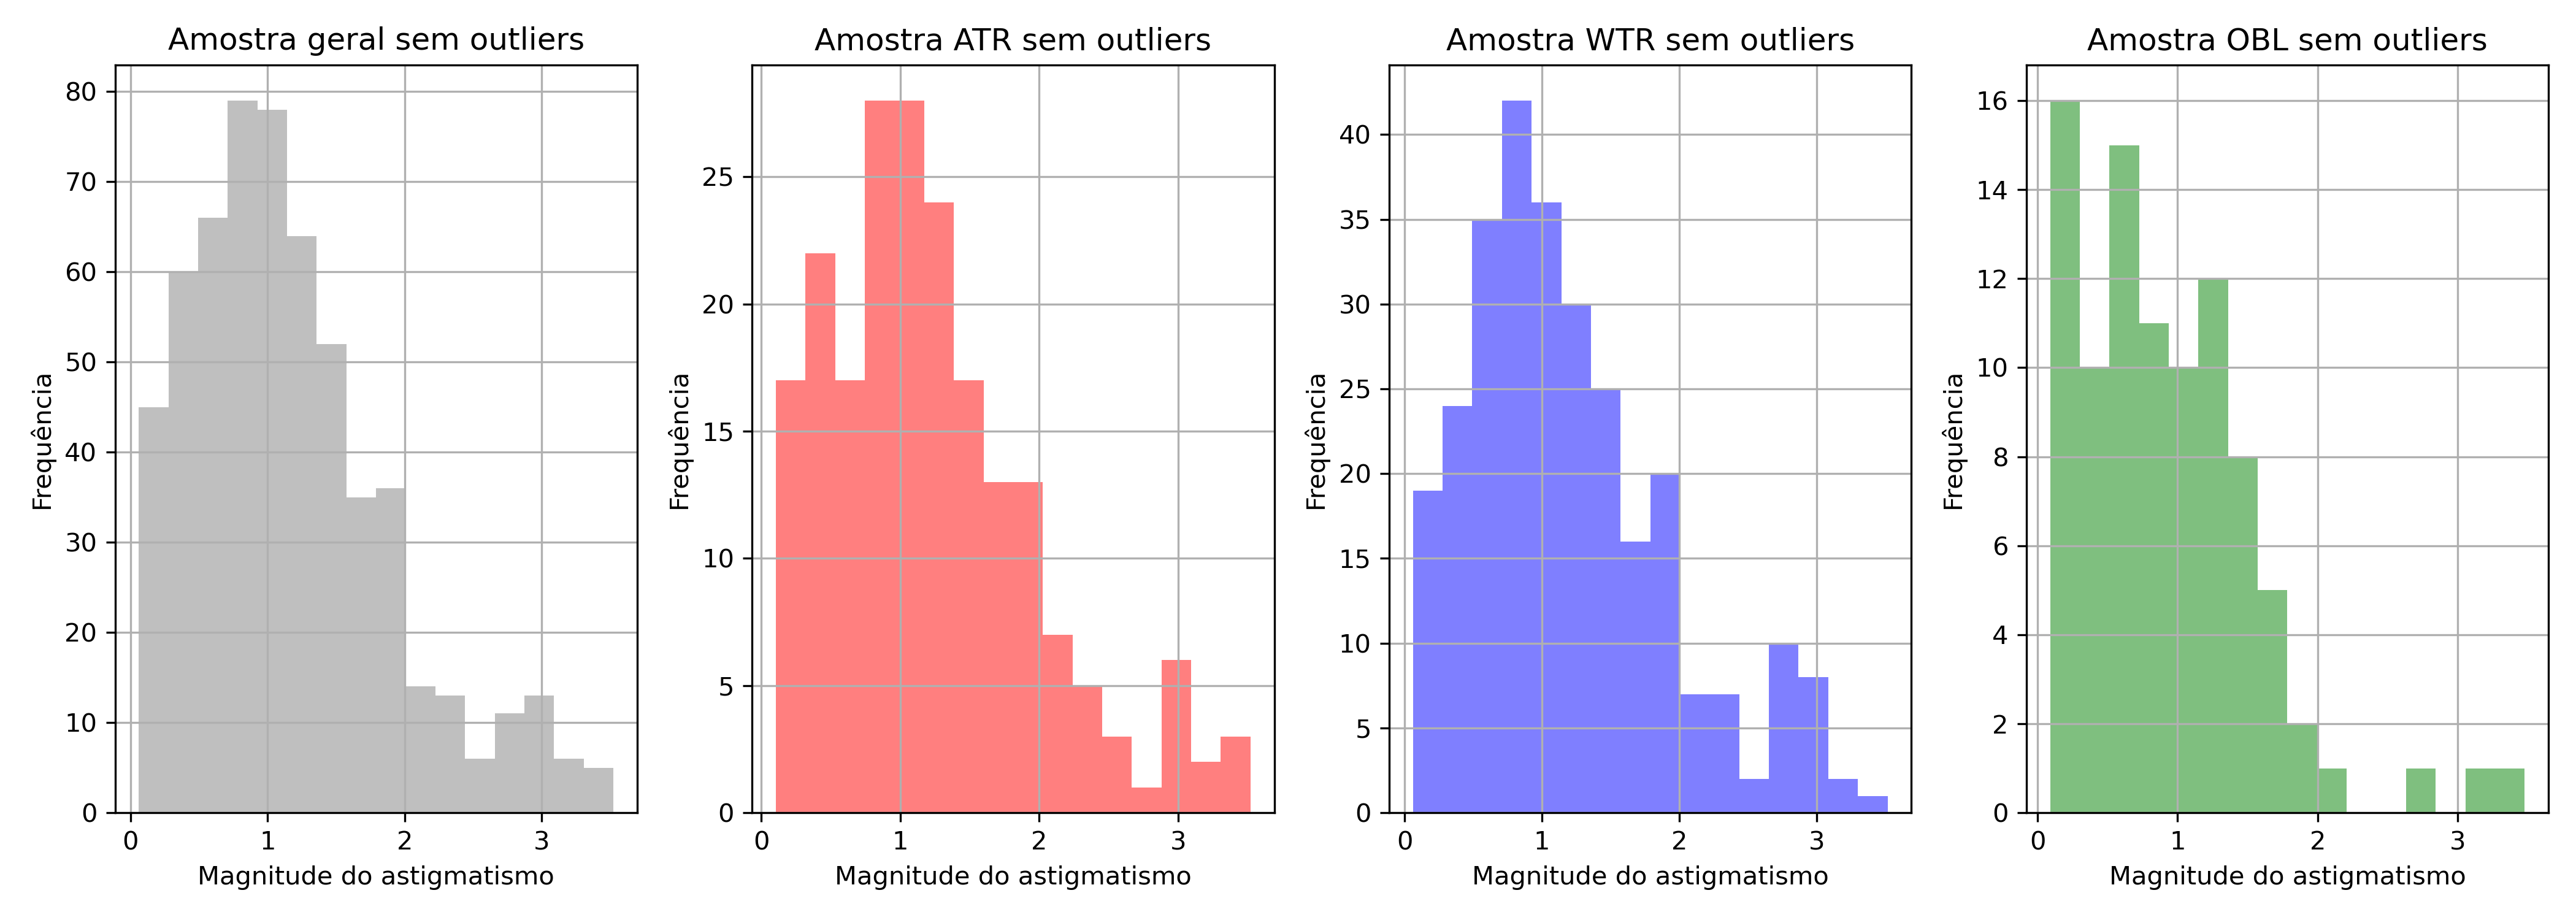 Amostra geral sem outliers
Frequência
80
70
60
50
40
30
20
10
0
0 1 2 3
Magnitude do astigmatismo
Amostra ATR sem outliers
Frequência
25
20
15
10
5
0
0 1 2 3
Magnitude do astigmatismo
Amostra WTR sem outliers
Frequência
40
35
30
25
20
15
10
5
0
0 1 2 3
Magnitude do astigmatismo
Amostra OBL sem outliers
Frequência
16
14
12
10
8
6
4
2
0
0 1 2 3
Magnitude do astigmatismo